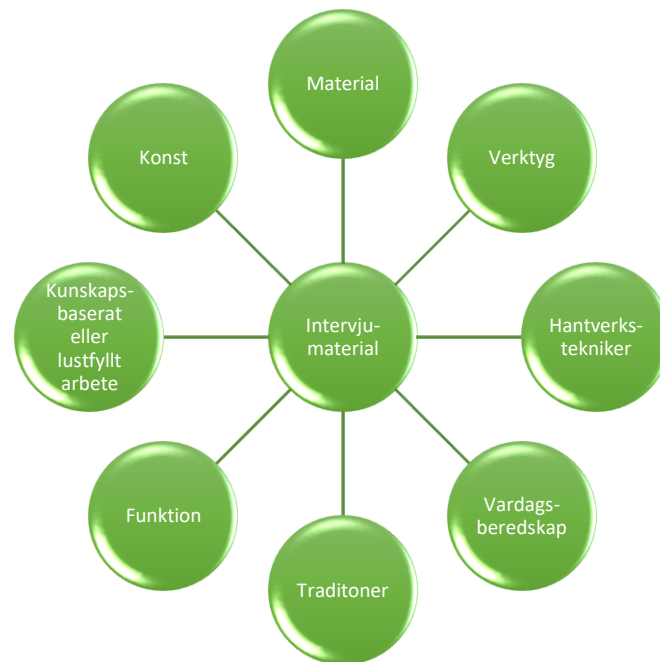 Material
Konst
Verktyg
Kunskaps-
baserat
eller
lustfyllt
arbete
Intervju-
material
Hantverks-
tekniker
Funktion
Vardags-
beredskap
Traditoner